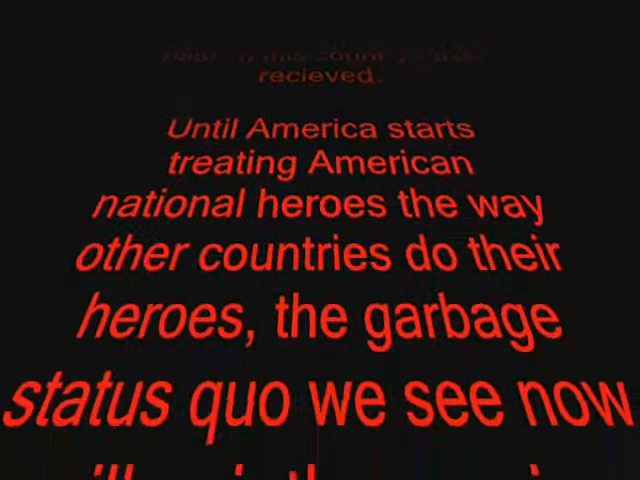 recieved.
Until America starts
treating American
national heroes the way
other countries do their
heroes, the garbage
status quo we see now